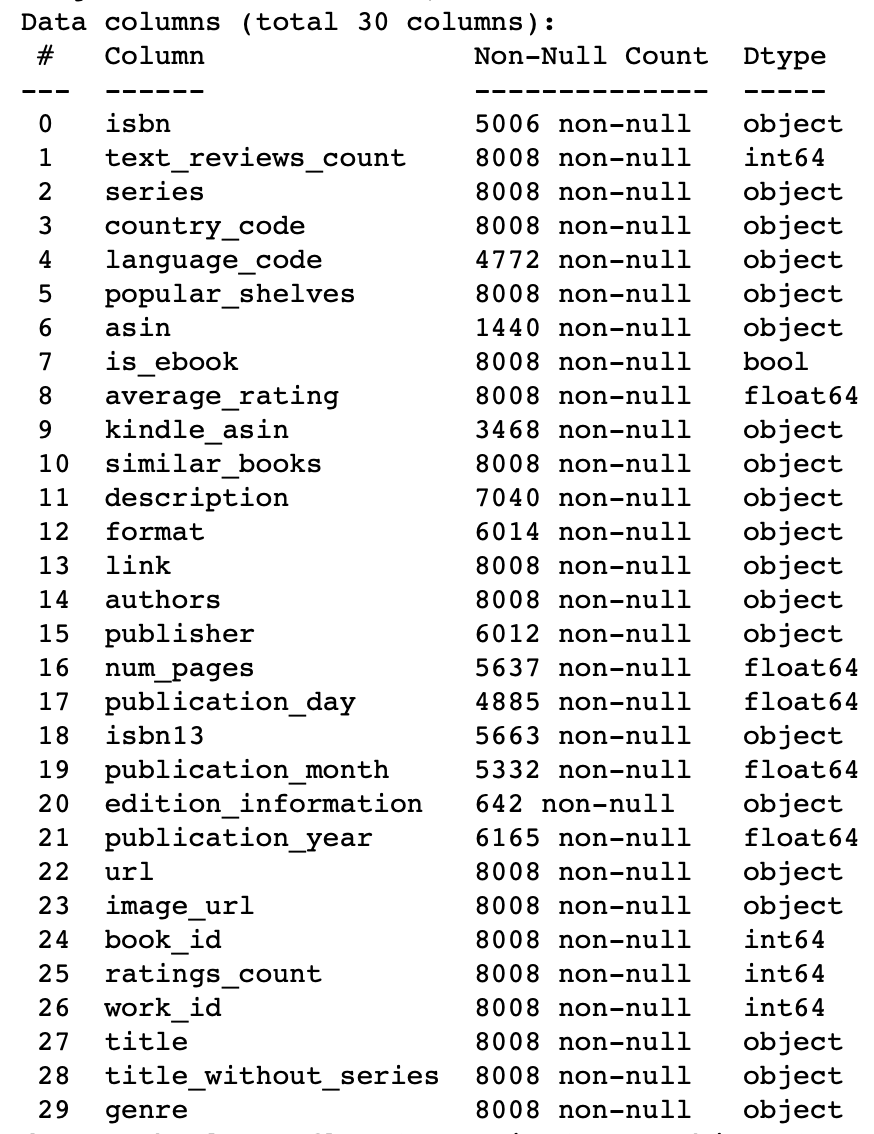 Data columns (total 30 columns):
 #   Column                 Non-Null Count  Dtype
---  ------                 --------------  -----
 0   isbn                   5006 non-null   object
 1   text_reviews_count     8008 non-null   int64
 2   series                 8008 non-null   object
 3   country_code           8008 non-null   object
 4   language_code          4772 non-null   object
 5   popular_shelves        8008 non-null   object
 6   asin                   1440 non-null   object
 7   is_ebook               8008 non-null   bool
 8   average_rating         8008 non-null   float64
 9   kindle_asin            3468 non-null   object
 10  similar_books          8008 non-null   object
 11  description            7040 non-null   object
 12  format                 6014 non-null   object
 13  link                   8008 non-null   object
 14  authors                8008 non-null   object
 15  publisher              6012 non-null   object
 16  num_pages              5637 non-null   float64
 17  publication_day        4885 non-null   float64
 18  isbn13                 5663 non-null   object
 19  publication_month      5332 non-null   float64
 20  edition_information    642 non-null    object
 21  publication_year       6165 non-null   float64
 22  url                    8008 non-null   object
 23  image_url              8008 non-null   object
 24  book_id                8008 non-null   int64
 25  ratings_count          8008 non-null   int64
 26  work_id                8008 non-null   int64
 27  title                  8008 non-null   object
 28  title_without_series   8008 non-null   object
 29  genre                  8008 non-null   object